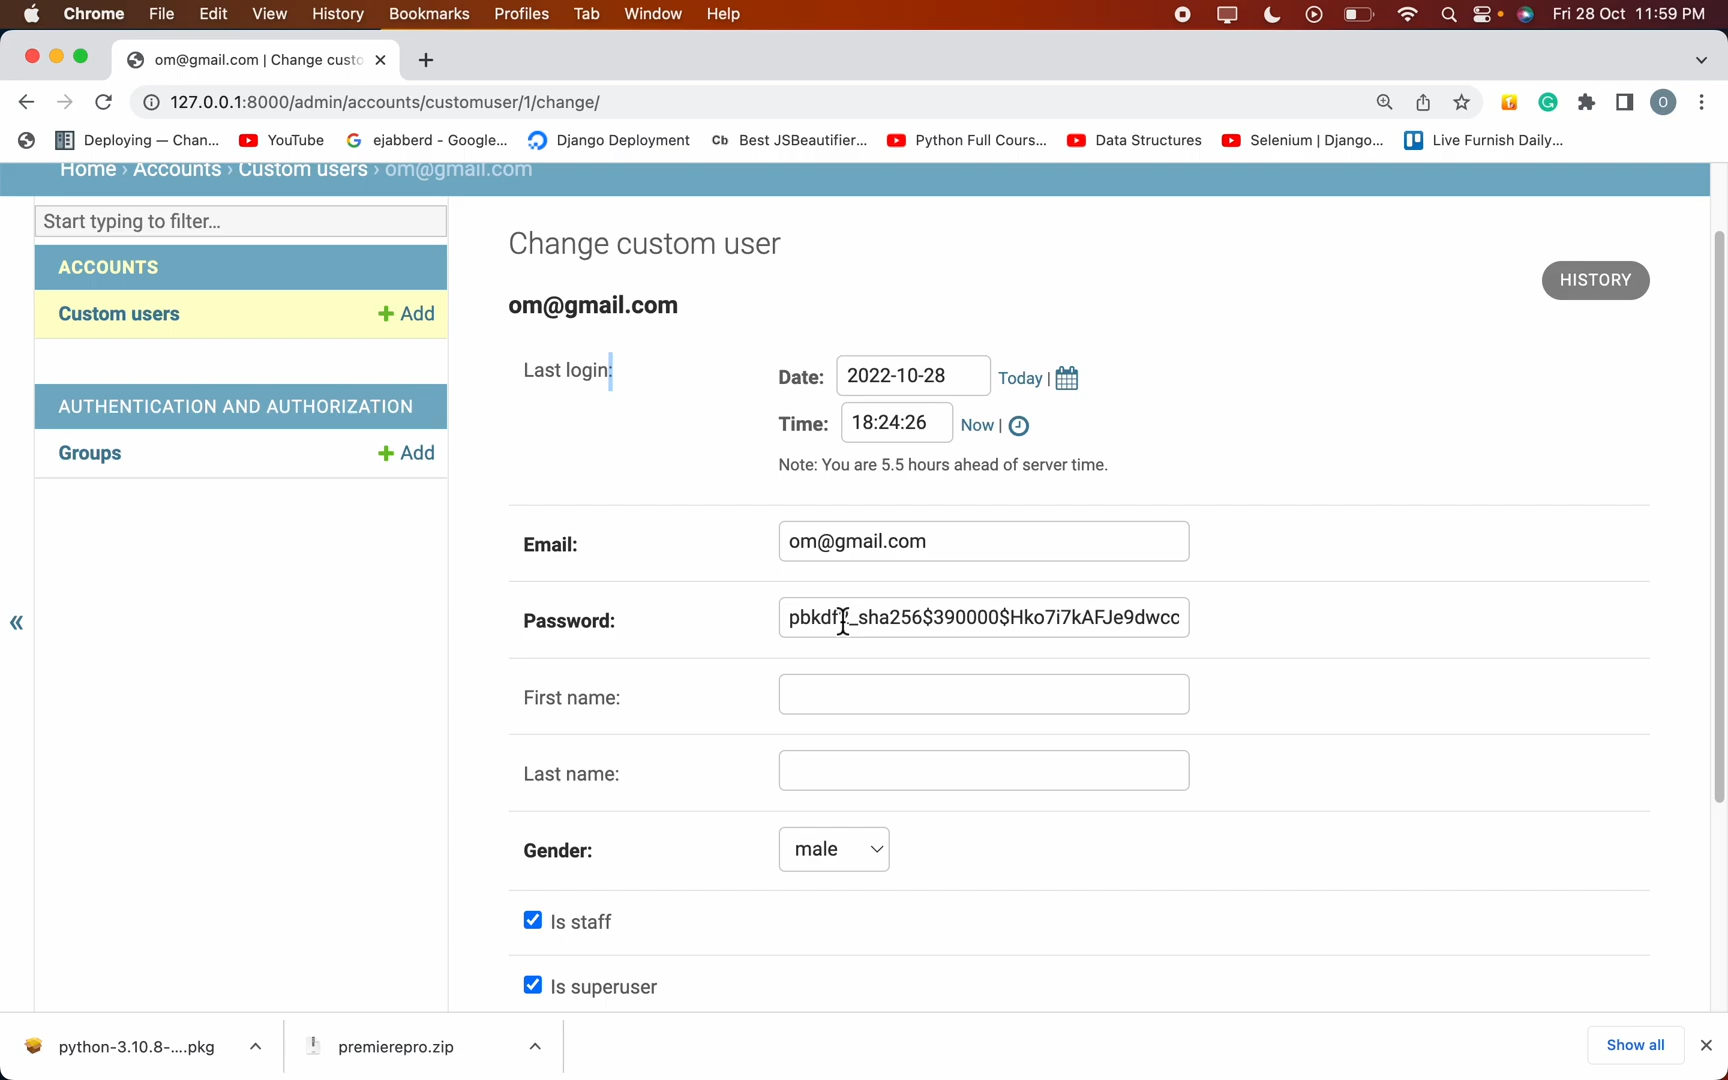 Chrome File Edit View History Bookmarks Profiles Tab Window Help Fri 28 Oct 11:59 PM
om@gmail.com | Change custo
127.0.0.1:8000/admin/accounts/customuser/1/change/ O
Deploying — Chan... YouTube ejabberd - Google... Django Deployment Cb Best JSBeautifier... Python Full Cours... Data Structures Selenium | Django... Live Furnish Daily...
Home › Accounts › Custom users › om@gmail.com
Start typing to filter...
ACCOUNTS
Custom users + Add
AUTHENTICATION AND AUTHORIZATION
Groups + Add
«
Change custom user
HISTORY
om@gmail.com
Last login:
Date: 2022-10-28 Today |
Time: 18:24:26 Now |
Note: You are 5.5 hours ahead of server time.
Email: om@gmail.com
Password: pbkdf2_sha256$390000$Hko7i7kAFJe9dwcc
First name:
Last name:
Gender: male
Is staff
Is superuser
python-3.10.8-....pkg premierepro.zip Show all